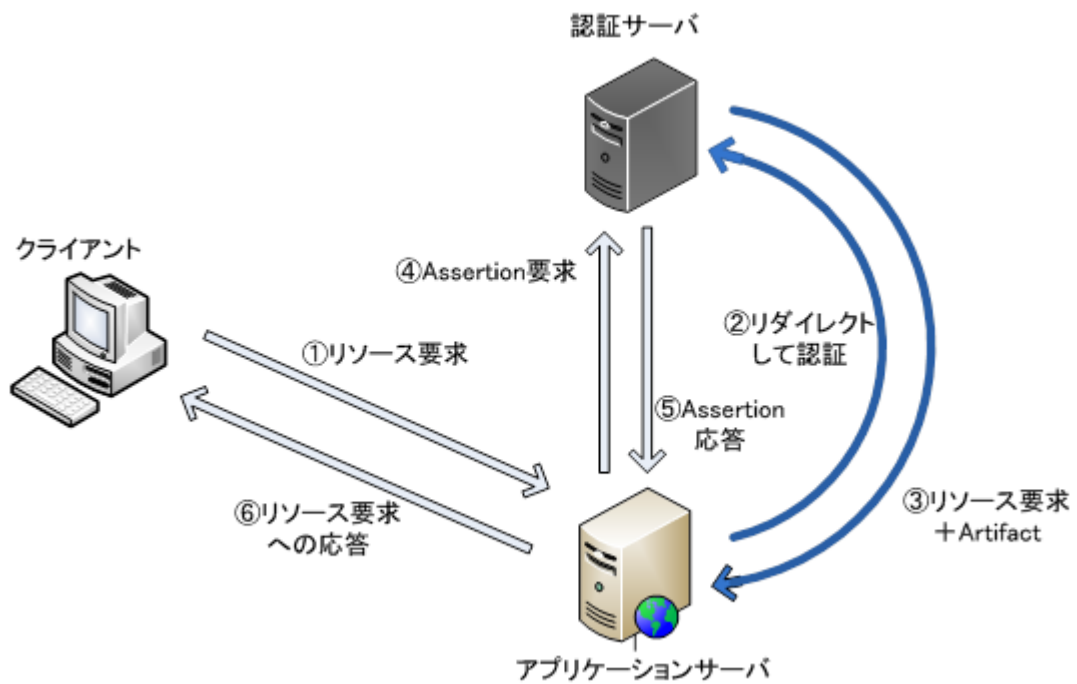 認証サーバ
クライアント
④Assertion要求
①リソース要求
②リダイレクト
して認証
⑤Assertion
応答
③リソース要求
＋Artifact
⑥リソース要求
への応答
アプリケーションサーバ